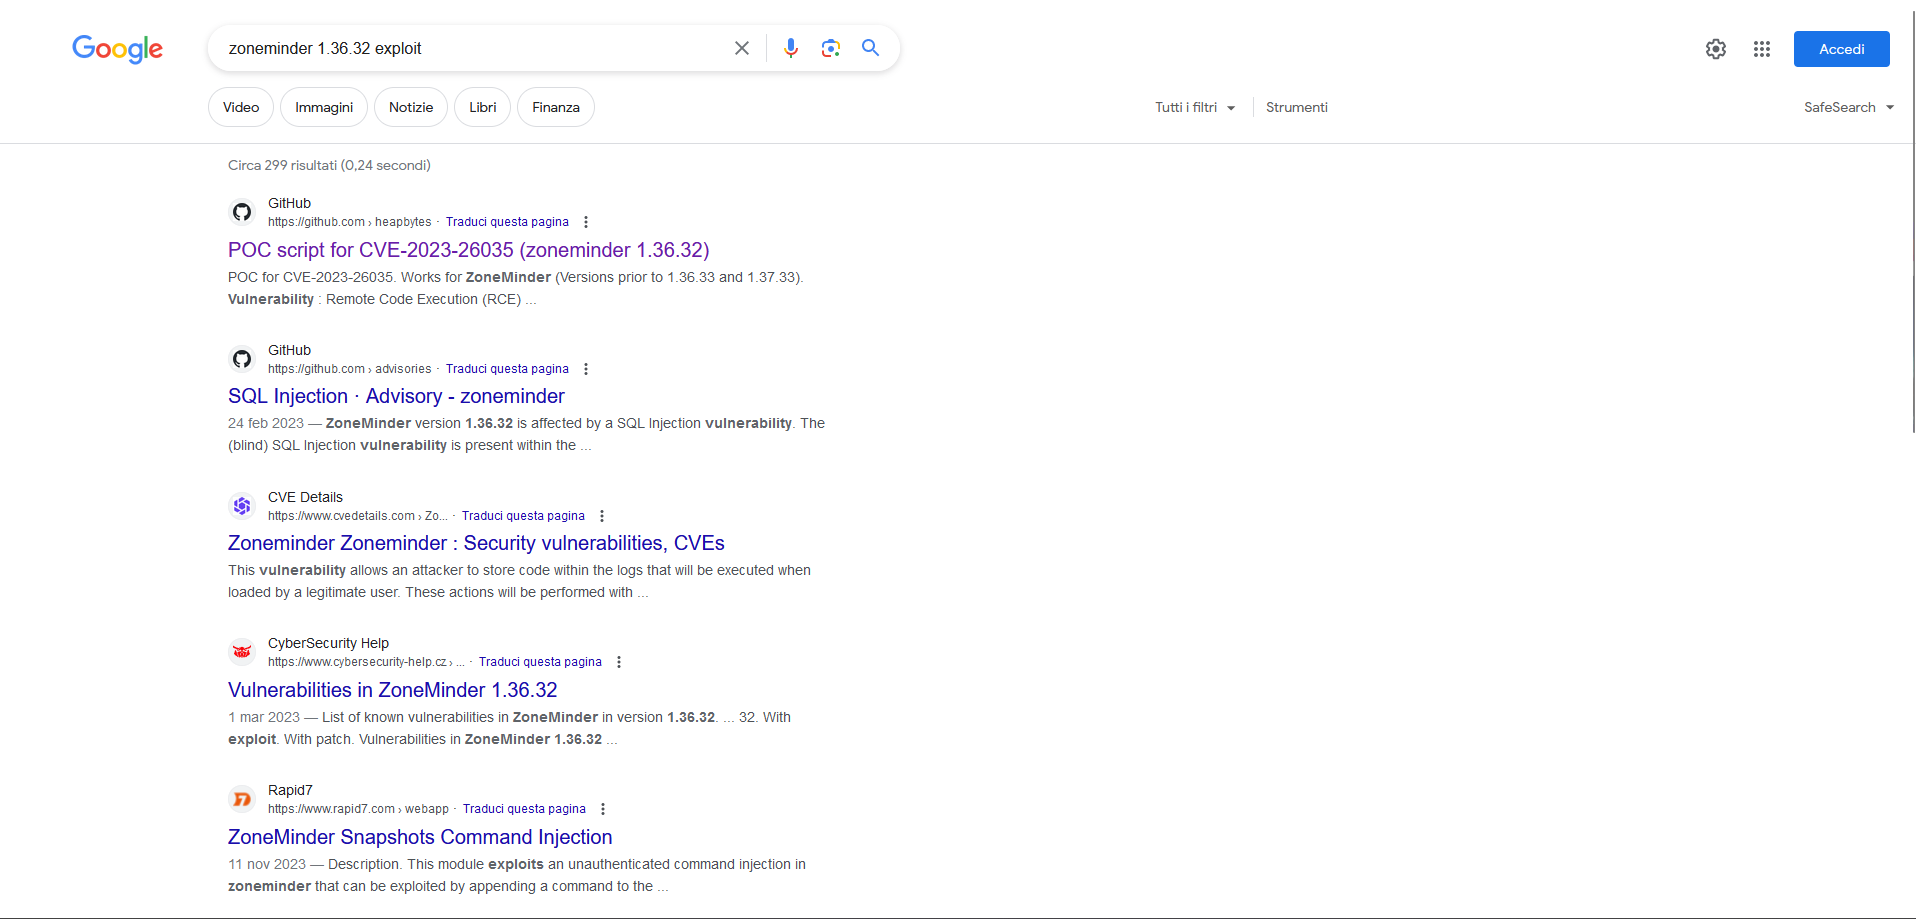 Google
zoneminder 1.36.32 exploit
Accedi
Video
Immagini
Notizie
Libri
Finanza
Tutti i filtri
Strumenti
SafeSearch
Circa 299 risultati (0,24 secondi)
GitHub
https://github.com › heapbytes · Traduci questa pagina
POC script for CVE-2023-26035 (zoneminder 1.36.32)
POC for CVE-2023-26035. Works for ZoneMinder (Versions prior to 1.36.33 and 1.37.33).
Vulnerability : Remote Code Execution (RCE) ...
GitHub
https://github.com › advisories · Traduci questa pagina
SQL Injection · Advisory - zoneminder
24 feb 2023 — ZoneMinder version 1.36.32 is affected by a SQL Injection vulnerability. The
(blind) SQL Injection vulnerability is present within the ...
CVE Details
https://www.cvedetails.com › Zo... · Traduci questa pagina
Zoneminder Zoneminder : Security vulnerabilities, CVEs
This vulnerability allows an attacker to store code within the logs that will be executed when
loaded by a legitimate user. These actions will be performed with ...
CyberSecurity Help
https://www.cybersecurity-help.cz › ... · Traduci questa pagina
Vulnerabilities in ZoneMinder 1.36.32
1 mar 2023 — List of known vulnerabilities in ZoneMinder in version 1.36.32. ... 32. With
exploit. With patch. Vulnerabilities in ZoneMinder 1.36.32 ...
Rapid7
https://www.rapid7.com › webapp · Traduci questa pagina
ZoneMinder Snapshots Command Injection
11 nov 2023 — Description. This module exploits an unauthenticated command injection in
zoneminder that can be exploited by appending a command to the ...